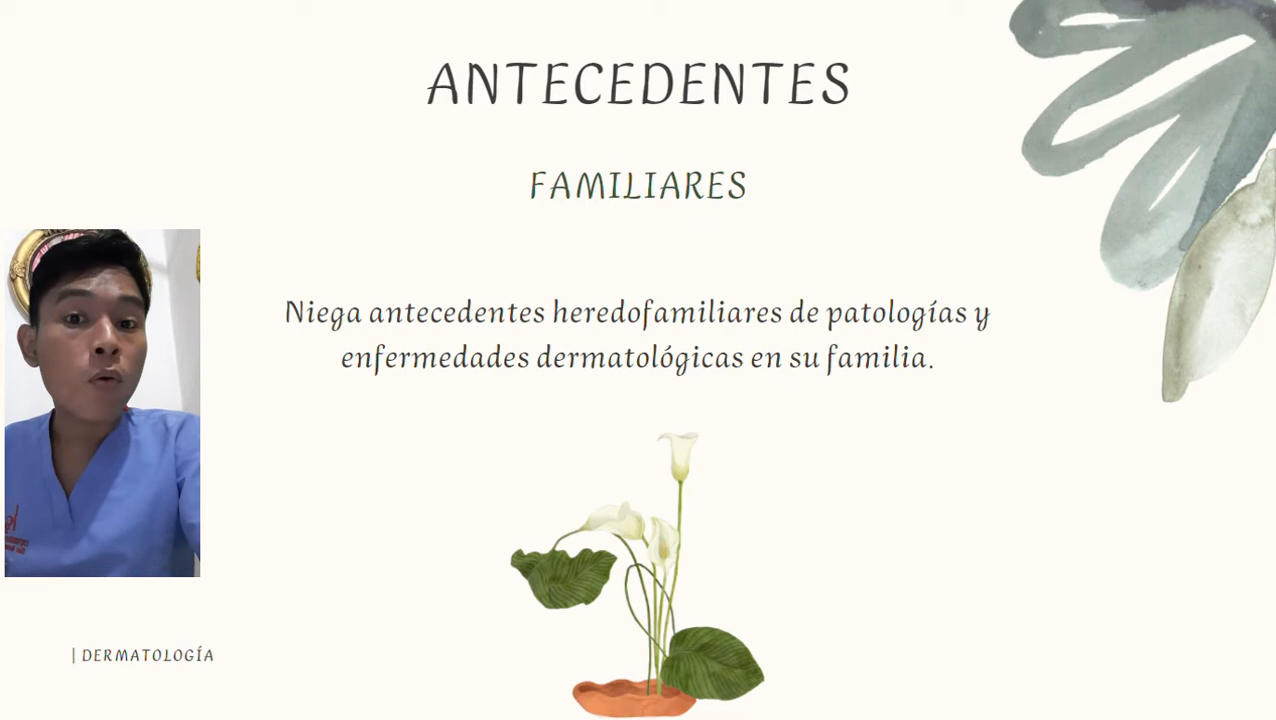 ANTECEDENTES
FAMILIARES
Niega antecedentes heredofamiliares de patologías y
enfermedades dermatológicas en su familia.
| DERMATOLOGÍA